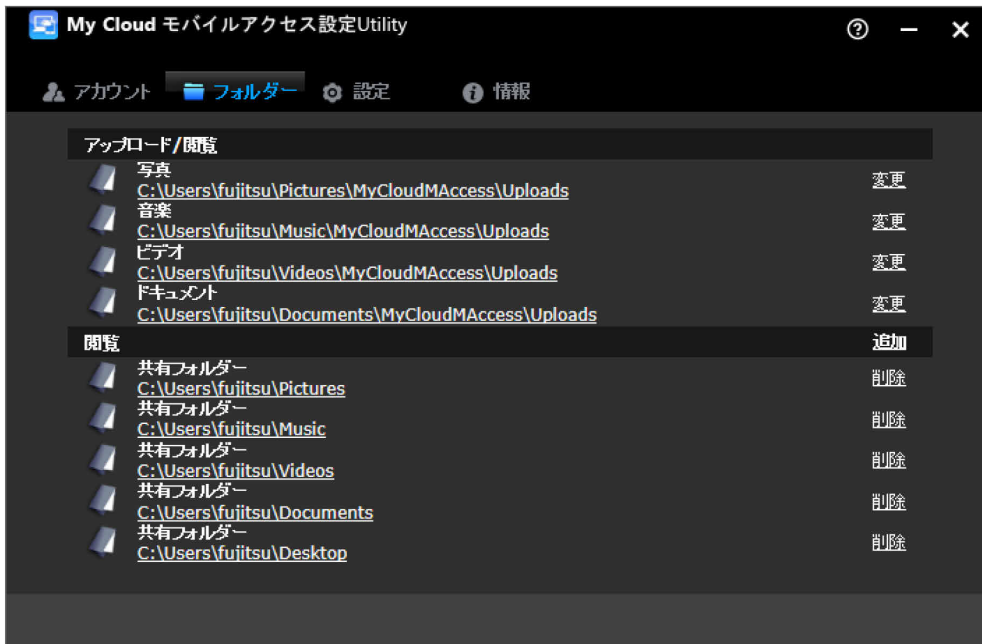 My Cloud モバイルアクセス設定Utility
アカウント フォルダー 設定 情報
アップロード/閲覧
写真
C:\Users\fujitsu\Pictures\MyCloudMAccess\Uploads 変更
音楽
C:\Users\fujitsu\Music\MyCloudMAccess\Uploads 変更
ビデオ
C:\Users\fujitsu\Videos\MyCloudMAccess\Uploads 変更
ドキュメント
C:\Users\fujitsu\Documents\MyCloudMAccess\Uploads 変更
閲覧 追加
共有フォルダー
C:\Users\fujitsu\Pictures 削除
共有フォルダー
C:\Users\fujitsu\Music 削除
共有フォルダー
C:\Users\fujitsu\Videos 削除
共有フォルダー
C:\Users\fujitsu\Documents 削除
共有フォルダー
C:\Users\fujitsu\Desktop 削除